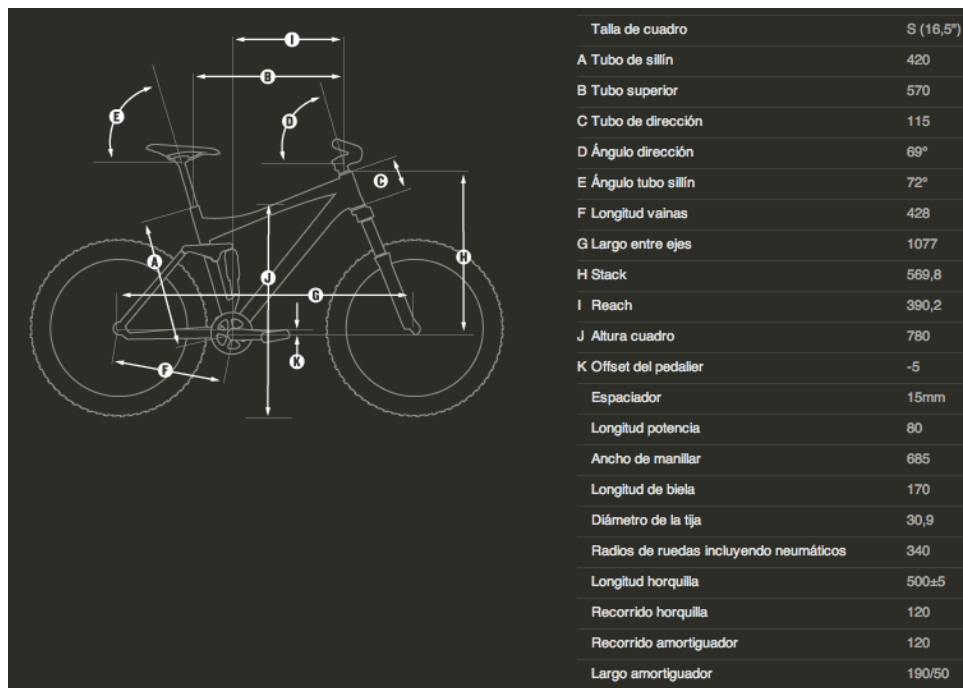 I
B
E
D
C
A
H
J
G
K
F
Talla de cuadro S (16,5")
A Tubo de sillín 420
B Tubo superior 570
C Tubo de dirección 115
D Ángulo dirección 69º
E Ángulo tubo sillín 72º
F Longitud vainas 428
G Largo entre ejes 1077
H Stack 569,8
I Reach 390,2
J Altura cuadro 780
K Offset del pedalier -5
Espaciador 15mm
Longitud potencia 80
Ancho de manillar 685
Longitud de biela 170
Diámetro de la tija 30,9
Radios de ruedas incluyendo neumáticos 340
Longitud horquilla 500±5
Recorrido horquilla 120
Recorrido amortiguador 120
Largo amortiguador 190/50